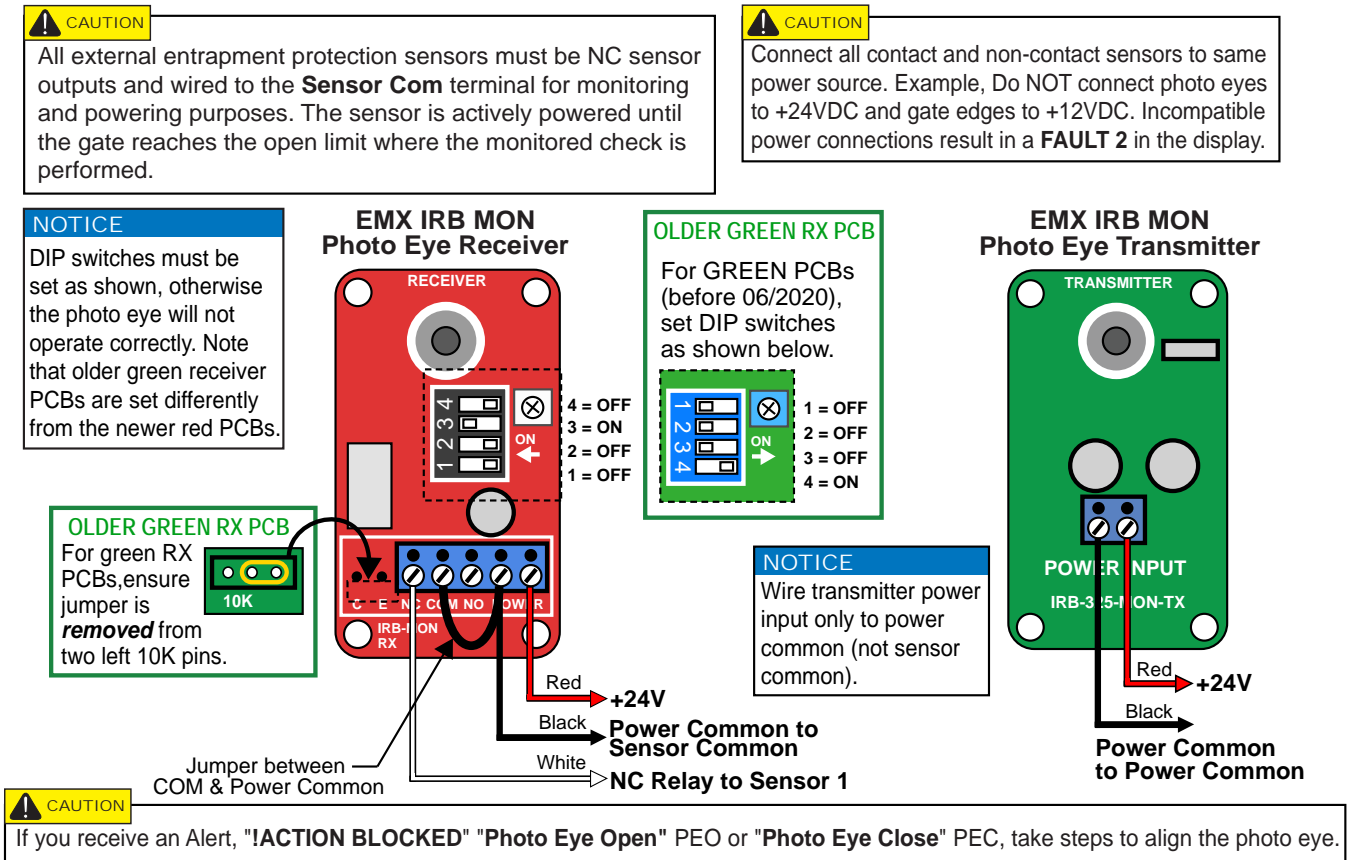 CAUTION
All external entrapment protection sensors must be NC sensor
outputs and wired to the Sensor Com terminal for monitoring
and powering purposes. The sensor is actively powered until
the gate reaches the open limit where the monitored check is
performed.
CAUTION
Connect all contact and non-contact sensors to same
power source. Example, Do NOT connect photo eyes
to +24VDC and gate edges to +12VDC. Incompatible
power connections result in a FAULT 2 in the display.
NOTICE
DIP switches must be
set as shown, otherwise
the photo eye will not
operate correctly. Note
that older green receiver
PCBs are set differently
from the newer red PCBs.
EMX IRB MON
Photo Eye Receiver
RECEIVER
1 2 3 4
ON
4 = OFF
3 = ON
2 = OFF
1 = OFF
C E NC COM NO POWER
IRB-MON
RX
OLDER GREEN RX PCB
For GREEN PCBs
(before 06/2020),
set DIP switches
as shown below.
1 2 3 4
ON
1 = OFF
2 = OFF
3 = OFF
4 = ON
EMX IRB MON
Photo Eye Transmitter
TRANSMITTER
POWER INPUT
IRB-325-MON-TX
OLDER GREEN RX PCB
For green RX
PCBs,ensure
jumper is
removed from
two left 10K pins.
10K
NOTICE
Wire transmitter power
input only to power
common (not sensor
common).
Red
+24V
Black
Power Common to
Sensor Common
White
NC Relay to Sensor 1
Jumper between
COM & Power Common
Red
+24V
Black
Power Common
to Power Common
CAUTION
If you receive an Alert, "!ACTION BLOCKED" "Photo Eye Open" PEO or "Photo Eye Close" PEC, take steps to align the photo eye.